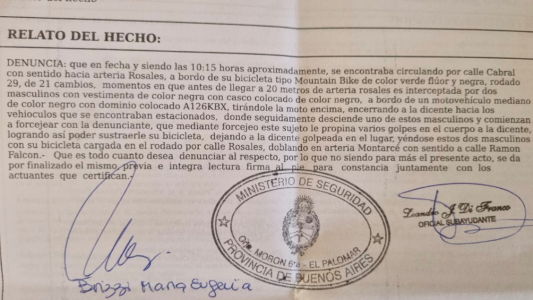 RELATO DEL HECHO:
DENUNCIA: que en fecha y siendo las 10:15 horas aproximadamente, se encontraba circulando por calle Cabral
con sentido hacia arteria Rosales, a bordo de su bicicleta tipo Mountain Bike de color verde flúor y negra, rodado
29, de 21 cambios, momentos en que antes de llegar a 20 metros de arteria rosales es interceptada por dos
masculinos con vestimenta de color negra con casco colocado de color negro, a bordo de un motovehículo mediano
de color negro con dominio colocado A126KBX, tirándole la moto encima, encerrando a la dicente hacia los
vehiculos que se encontraban estacionados, donde seguidamente desciende uno de estos masculinos y comienzan
a forcejear con la denunciante, que mediante forcejeo este sujeto le propina varios golpes en el cuerpo a la dicente,
logrando así poder sustraerle su bicicleta, dejando a la dicente golpeada en el lugar, yéndose estos dos masculinos
con su bicicleta cargada en el rodado por calle Rosales, doblando en arteria Montarcé con sentido a calle Ramon
Falcon.- Que es todo cuanto desea denunciar al respecto, por lo que no siendo para más el presente acto, se da
por finalizado el mismo, previa e integra lectura firma al pie para constancia juntamente con los
actuantes que certifican.-
MINISTERIO DE SEGURIDAD
MORON 6ta - EL PALOMAR
PROVINCIA DE BUENOS AIRES
Leandro J. Di Franco
OFICIAL SUBAYUDANTE
Brizzi Maria Eugenia